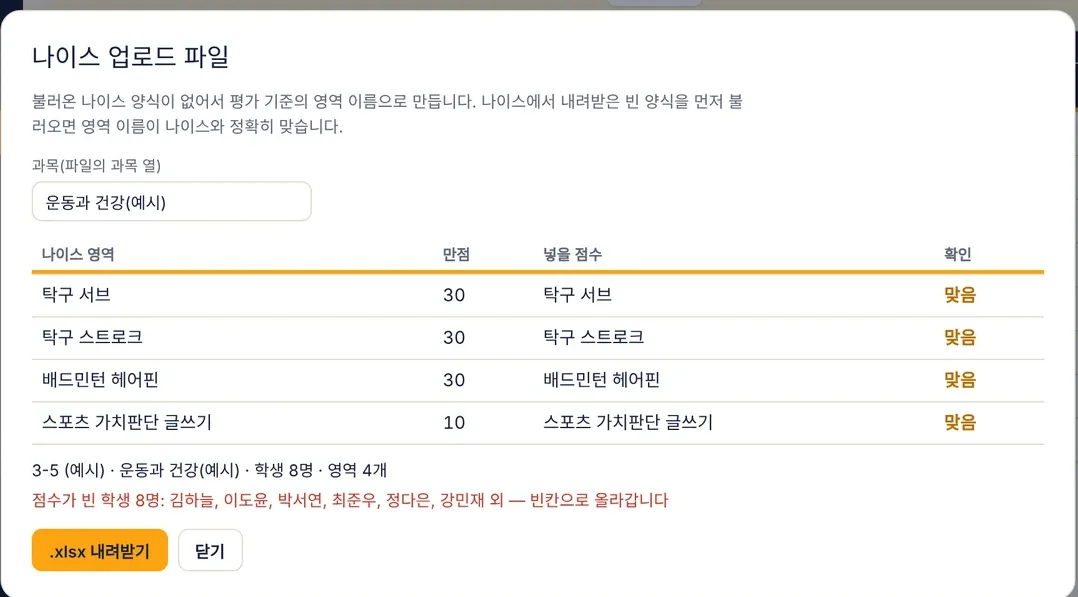 나이스 업로드 파일
불러온 나이스 양식이 없어서 평가 기준의 영역 이름으로 만듭니다. 나이스에서 내려받은 빈 양식을 먼저 불
러오면 영역 이름이 나이스와 정확히 맞습니다.
과목(파일의 과목 열)
운동과 건강(예시)
나이스 영역 만점 넣을 점수 확인
탁구 서브 30 탁구 서브 맞음
탁구 스트로크 30 탁구 스트로크 맞음
배드민턴 헤어핀 30 배드민턴 헤어핀 맞음
스포츠 가치판단 글쓰기 10 스포츠 가치판단 글쓰기 맞음
3-5 (예시) · 운동과 건강(예시) · 학생 8명 · 영역 4개
점수가 빈 학생 8명: 김하늘, 이도윤, 박서연, 최준우, 정다은, 강민재 외 — 빈칸으로 올라갑니다
.xlsx 내려받기 닫기